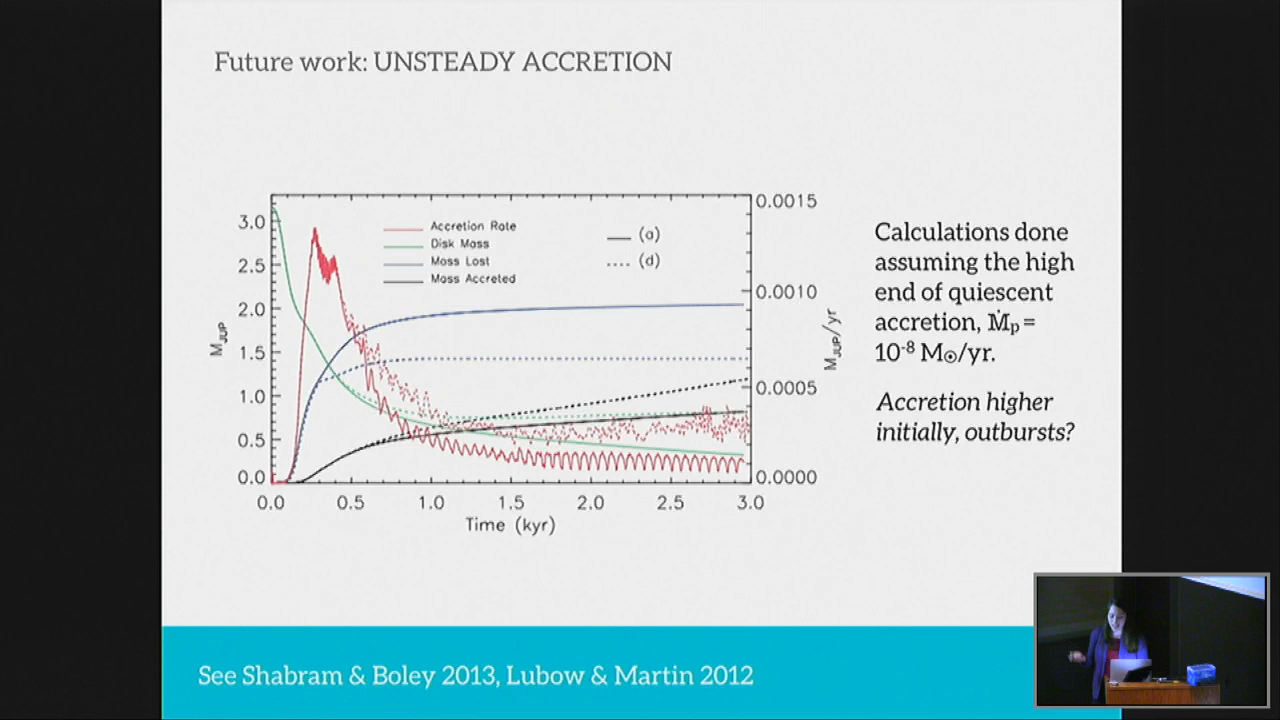 Future work: UNSTEADY ACCRETION
3.0
2.5
2.0
1.5
1.0
0.5
0.0
M_JUP
Accretion Rate
Disk Mass
Mass Lost
Mass Accreted
(a)
(d)
0.0015
0.0010
0.0005
0.0000
M_JUP/yr
0.0 0.5 1.0 1.5 2.0 2.5 3.0
Time (kyr)
Calculations done
assuming the high
end of quiescent
accretion, Ṁₚ =
10⁻⁸ M☉/yr.
Accretion higher
initially, outbursts?
See Shabram & Boley 2013, Lubow & Martin 2012